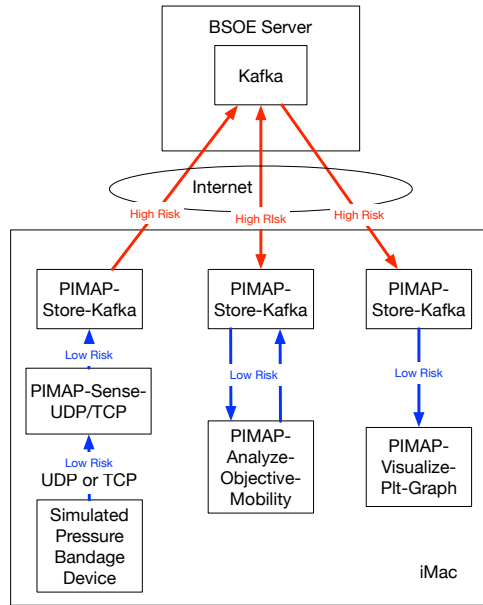 BSOE Server
Kafka
Internet
High Risk
High RIsk
High Risk
PIMAP-
Store-Kafka
PIMAP-
Store-Kafka
PIMAP-
Store-Kafka
Low Risk
Low Risk
Low Risk
PIMAP-Sense-
UDP/TCP
PIMAP-
Analyze-
Objective-
Mobility
PIMAP-
Visualize-
Plt-Graph
Low Risk
UDP or TCP
Simulated
Pressure
Bandage
Device
iMac